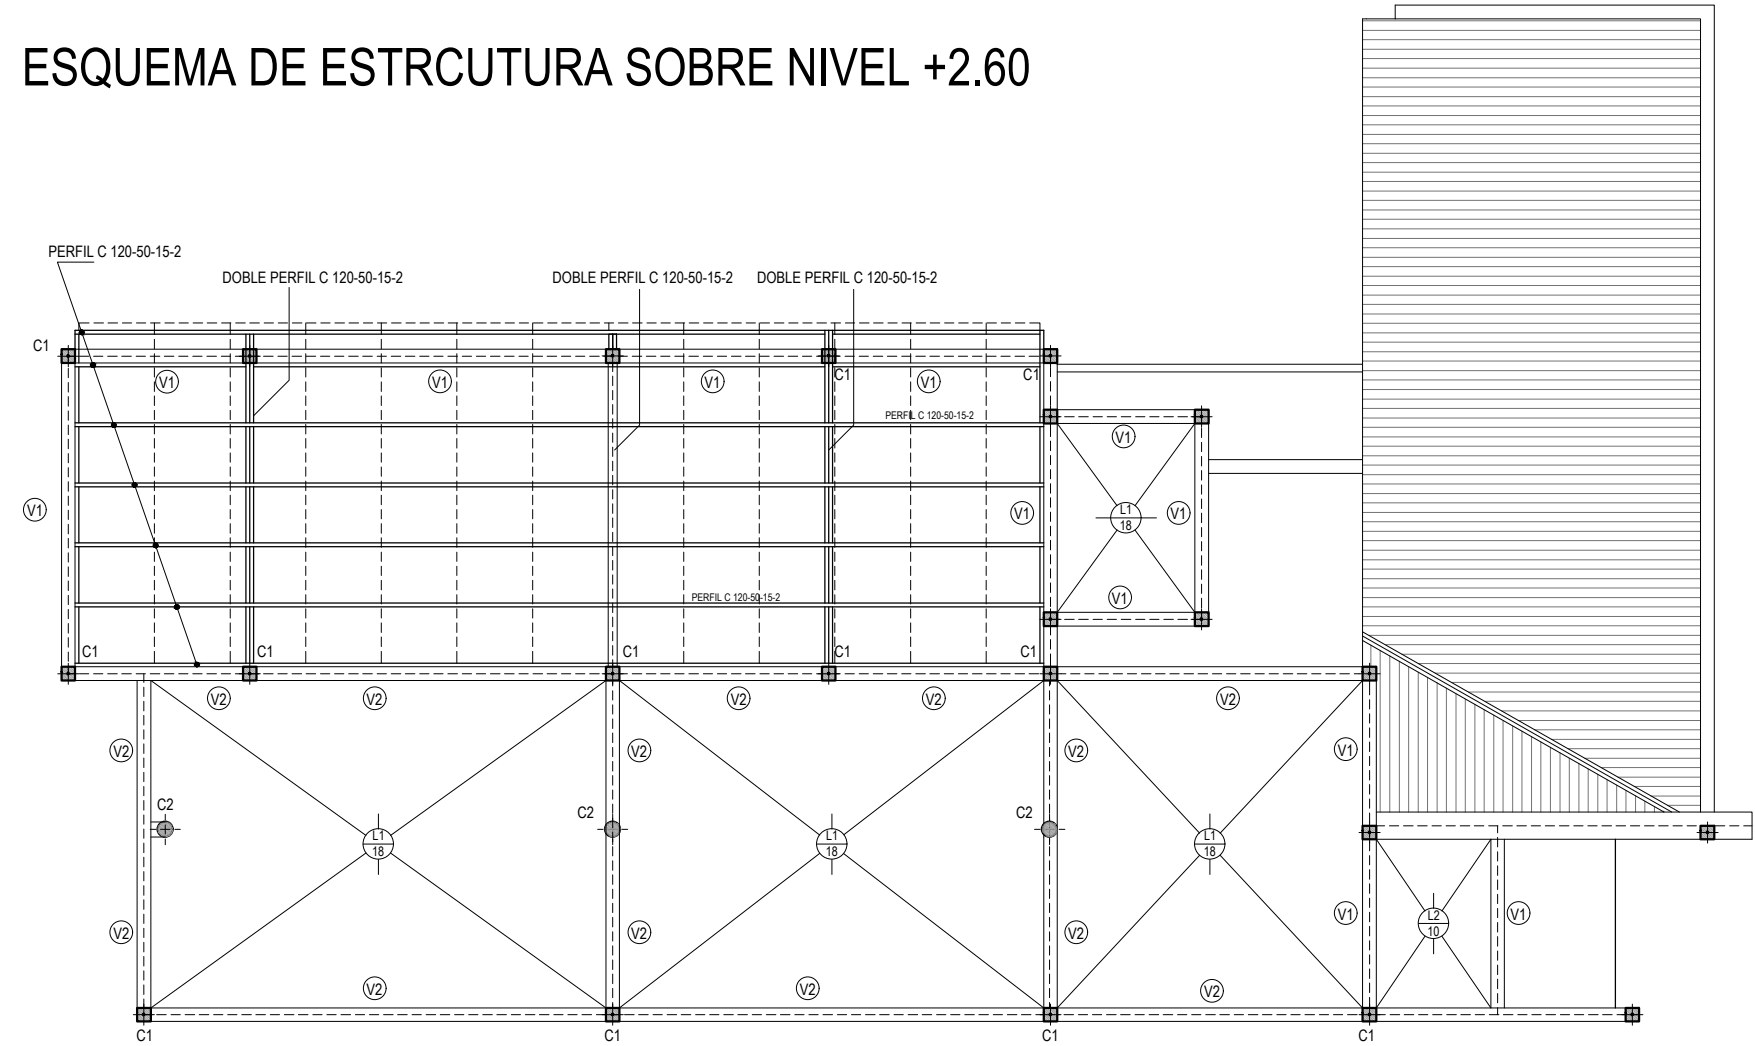 ESQUEMA DE ESTRCUTURA SOBRE NIVEL +2.60
PERFIL C 120-50-15-2
DOBLE PERFIL C 120-50-15-2
DOBLE PERFIL C 120-50-15-2
DOBLE PERFIL C 120-50-15-2
C1
V1
V1
V1
C1
V1
C1
PERFIL C 120-50-15-2
V1
V1
V1
L1
18
V1
V1
PERFIL C 120-50-15-2
V1
C1
C1
C1
C1
C1
V2
V2
V2
V2
V2
V2
V2
V2
V1
C2
C2
C2
L1
18
L1
18
L1
18
V2
V2
V2
V1
L2
10
V1
V2
V2
V2
C1
C1
C1
C1